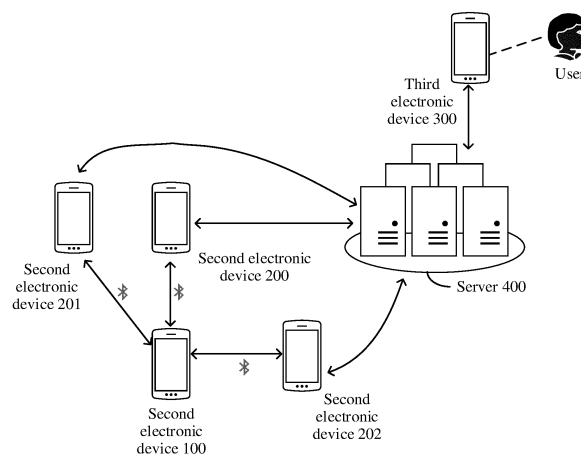 User
Third
electronic
device 300
Second electronic
device 200
Second
electronic
device 201
Server 400
Second
electronic
device 202
Second
electronic
device 100